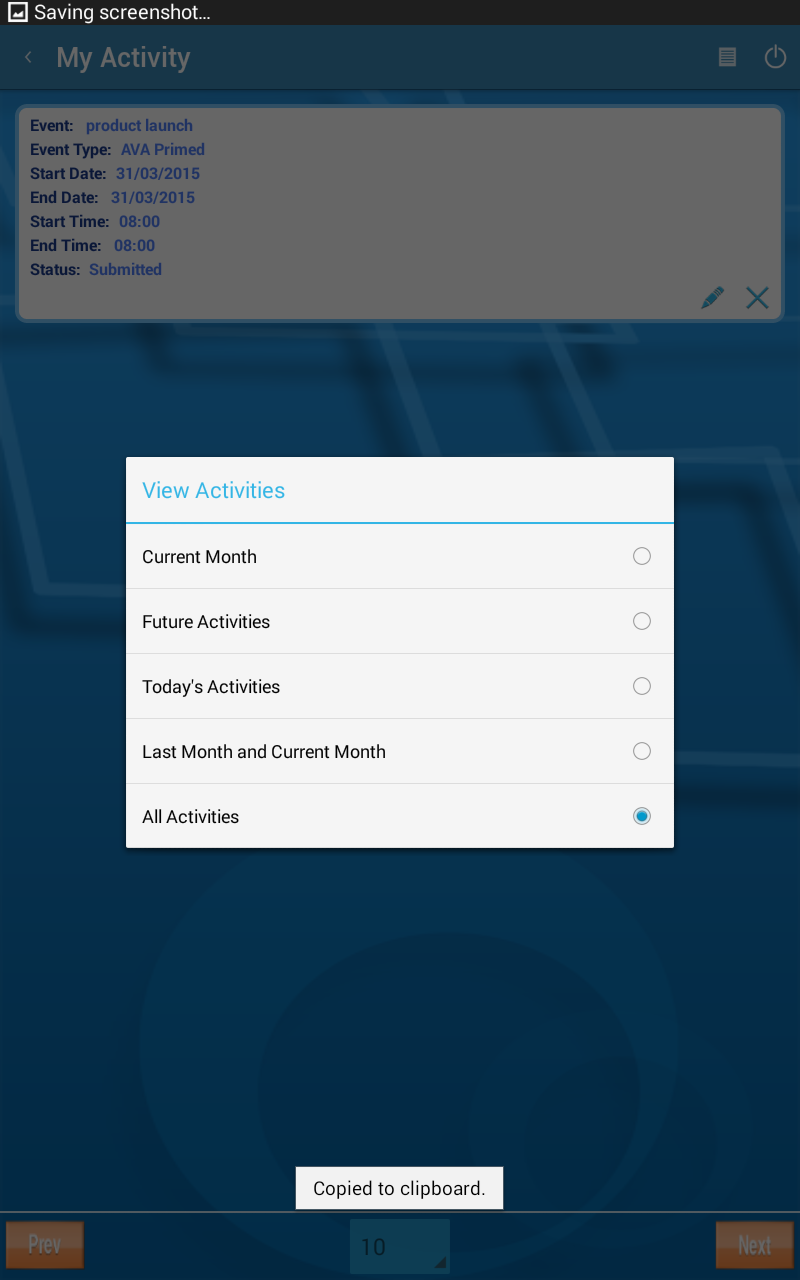 Saving screenshot...
My Activity
Event: product launch
Event Type: AVA Primed
Start Date: 31/03/2015
End Date: 31/03/2015
Start Time: 08:00
End Time: 08:00
Status: Submitted
View Activities
Current Month
Future Activities
Today's Activities
Last Month and Current Month
All Activities
Copied to clipboard.
Prev 10 Next